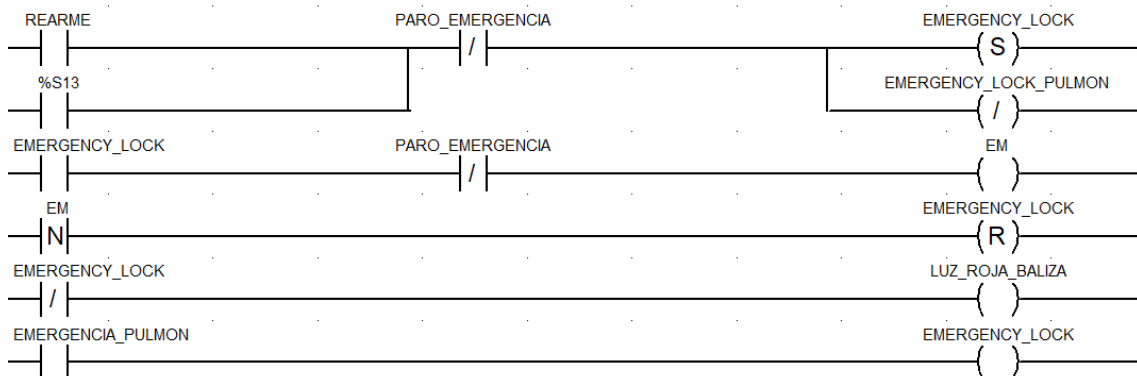 REARME PARO_EMERGENCIA EMERGENCY_LOCK
/ S
%S13 EMERGENCY_LOCK_PULMON
/
EMERGENCY_LOCK PARO_EMERGENCIA EM
/
EM EMERGENCY_LOCK
N R
EMERGENCY_LOCK LUZ_ROJA_BALIZA
/
EMERGENCIA_PULMON EMERGENCY_LOCK